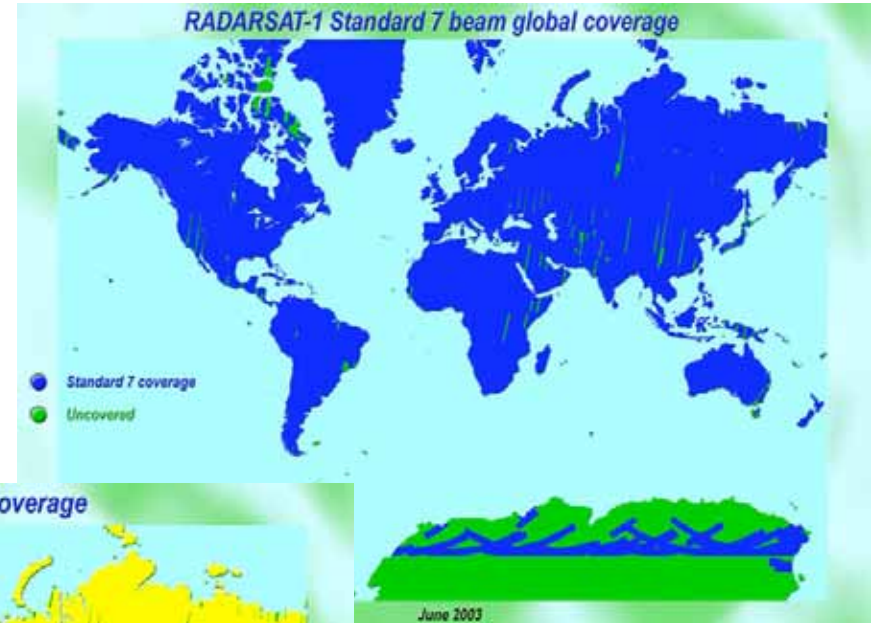 RADARSAT-1 Standard 7 beam global coverage
Standard 7 coverage
Uncovered
overage
June 2003